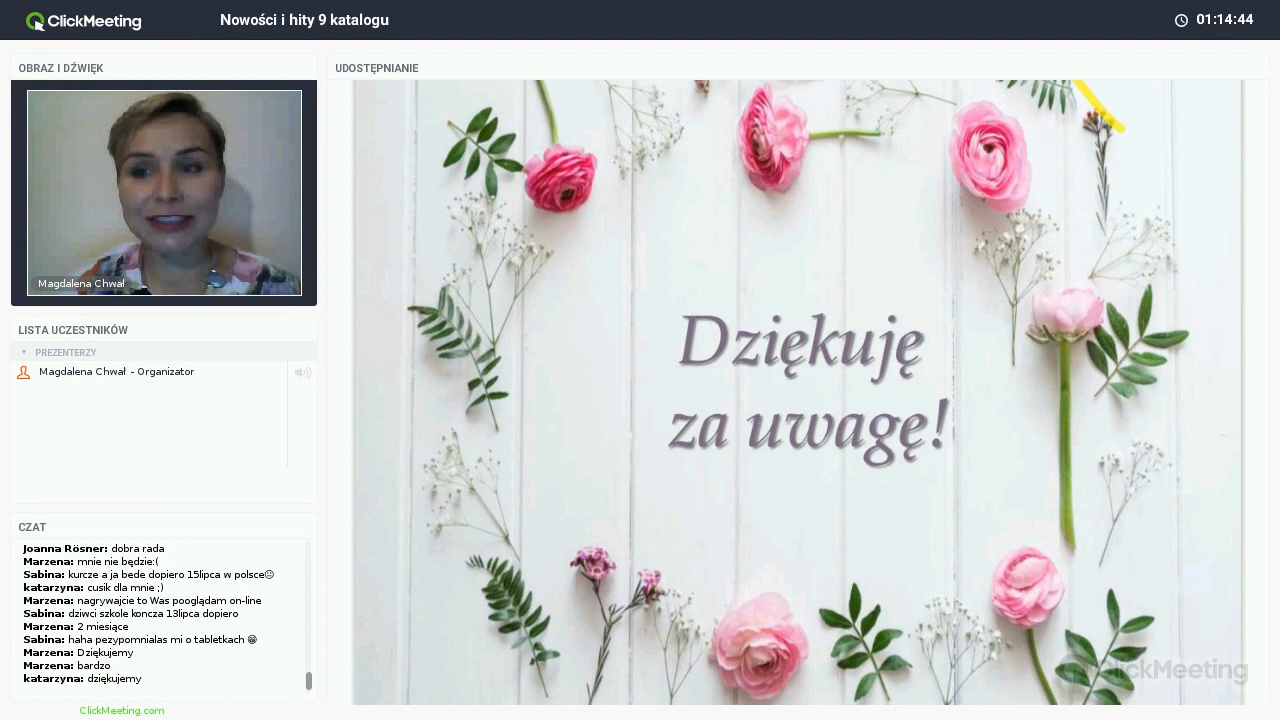 ClickMeeting
Nowości i hity 9 katalogu
01:14:44
OBRAZ I DŹWIĘK
Magdalena Chwał
LISTA UCZESTNIKÓW
PREZENTERZY
Magdalena Chwał - Organizator
CZAT
Joanna Rösner: dobra rada
Marzena: mnie nie będzie:(
Sabina: kurcze a ja bede dopiero 15lipca w polsce☹
katarzyna: cusik dla mnie ;)
Marzena: nagrywajcie to Was pooglądam on-line
Sabina: dziwci szkole koncza 13lipca dopiero
Marzena: 2 miesiące
Sabina: haha pezypomnialas mi o tabletkach 😁
Marzena: Dziękujemy
Marzena: bardzo
katarzyna: dziękujemy
ClickMeeting.com
UDOSTĘPNIANIE
Dziękuję
za uwagę!
ClickMeeting